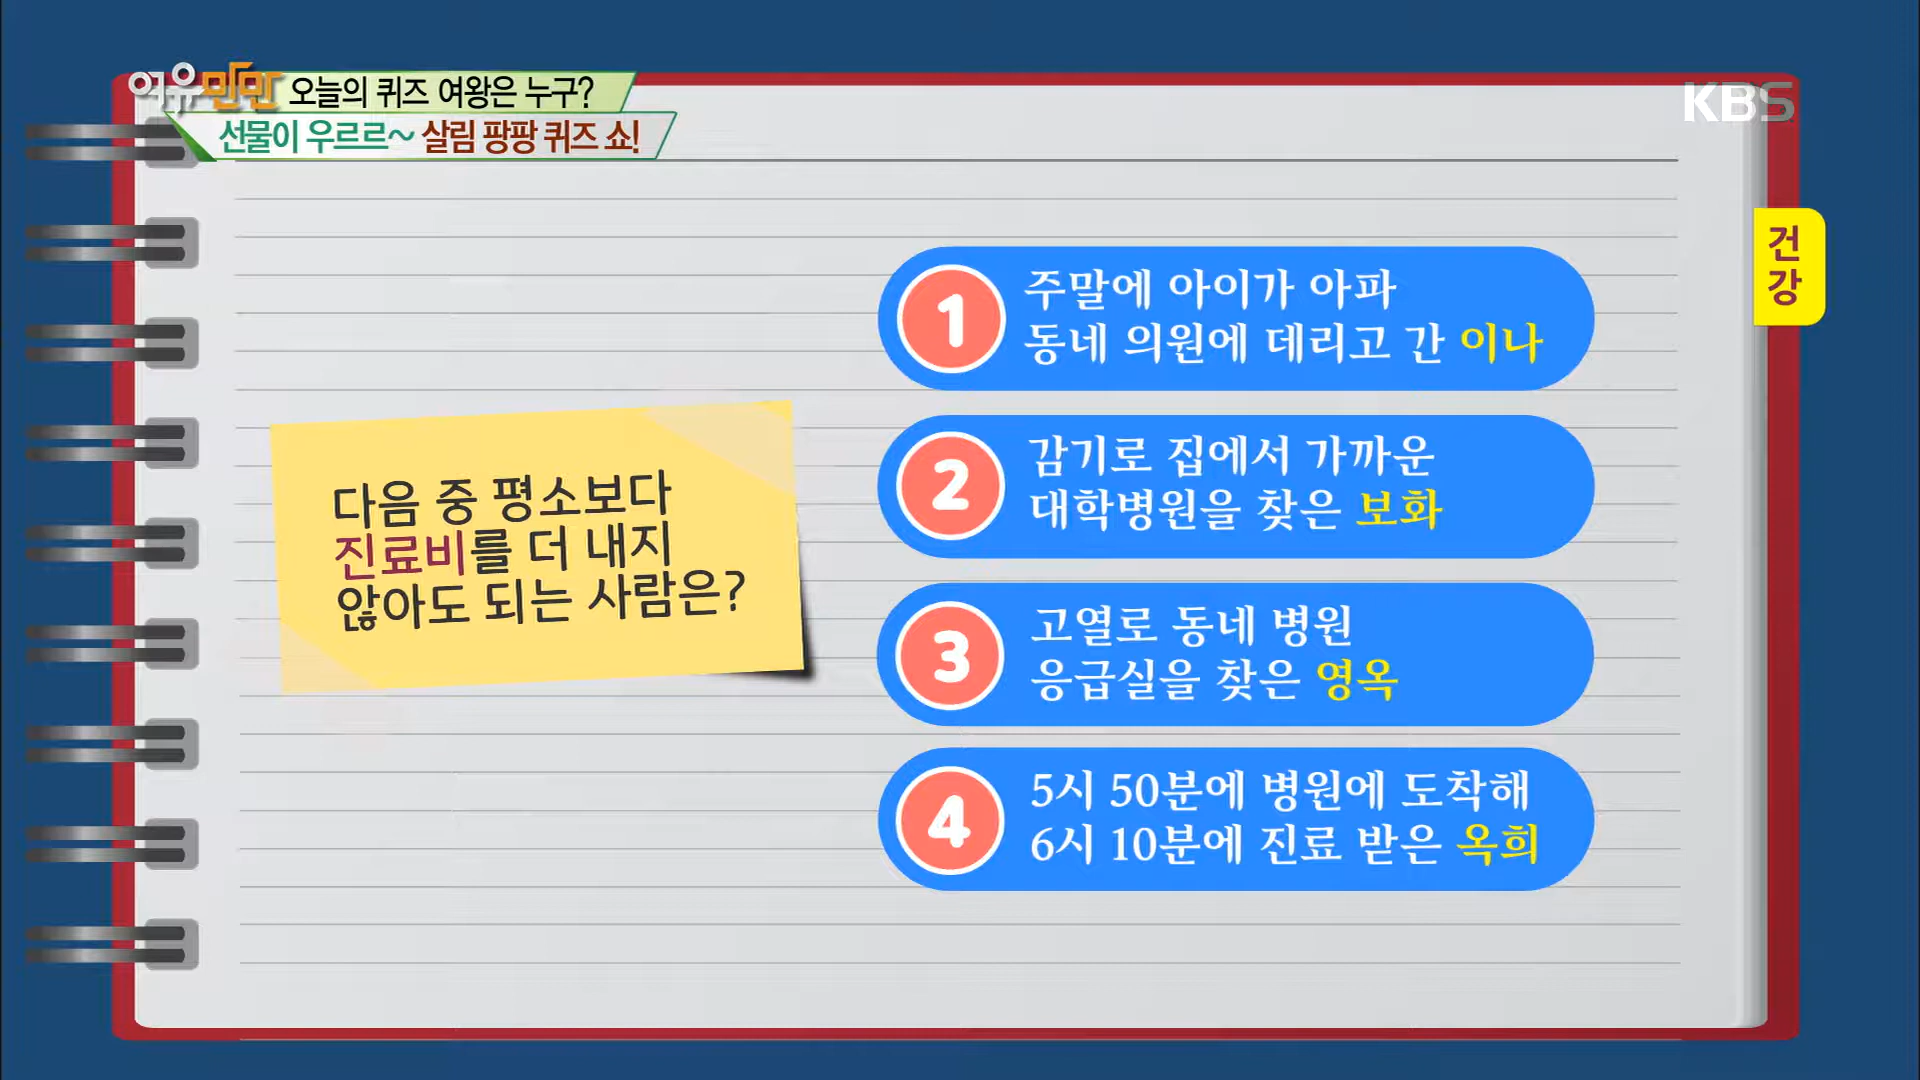 여유만만 오늘의 퀴즈 여왕은 누구?
선물이 우르르~ 살림 팡팡 퀴즈 쇼!
KBS
건강
다음 중 평소보다
진료비를 더 내지
않아도 되는 사람은?
1 주말에 아이가 아파
동네 의원에 데리고 간 이나
2 감기로 집에서 가까운
대학병원을 찾은 보화
3 고열로 동네 병원
응급실을 찾은 영옥
4 5시 50분에 병원에 도착해
6시 10분에 진료 받은 옥희